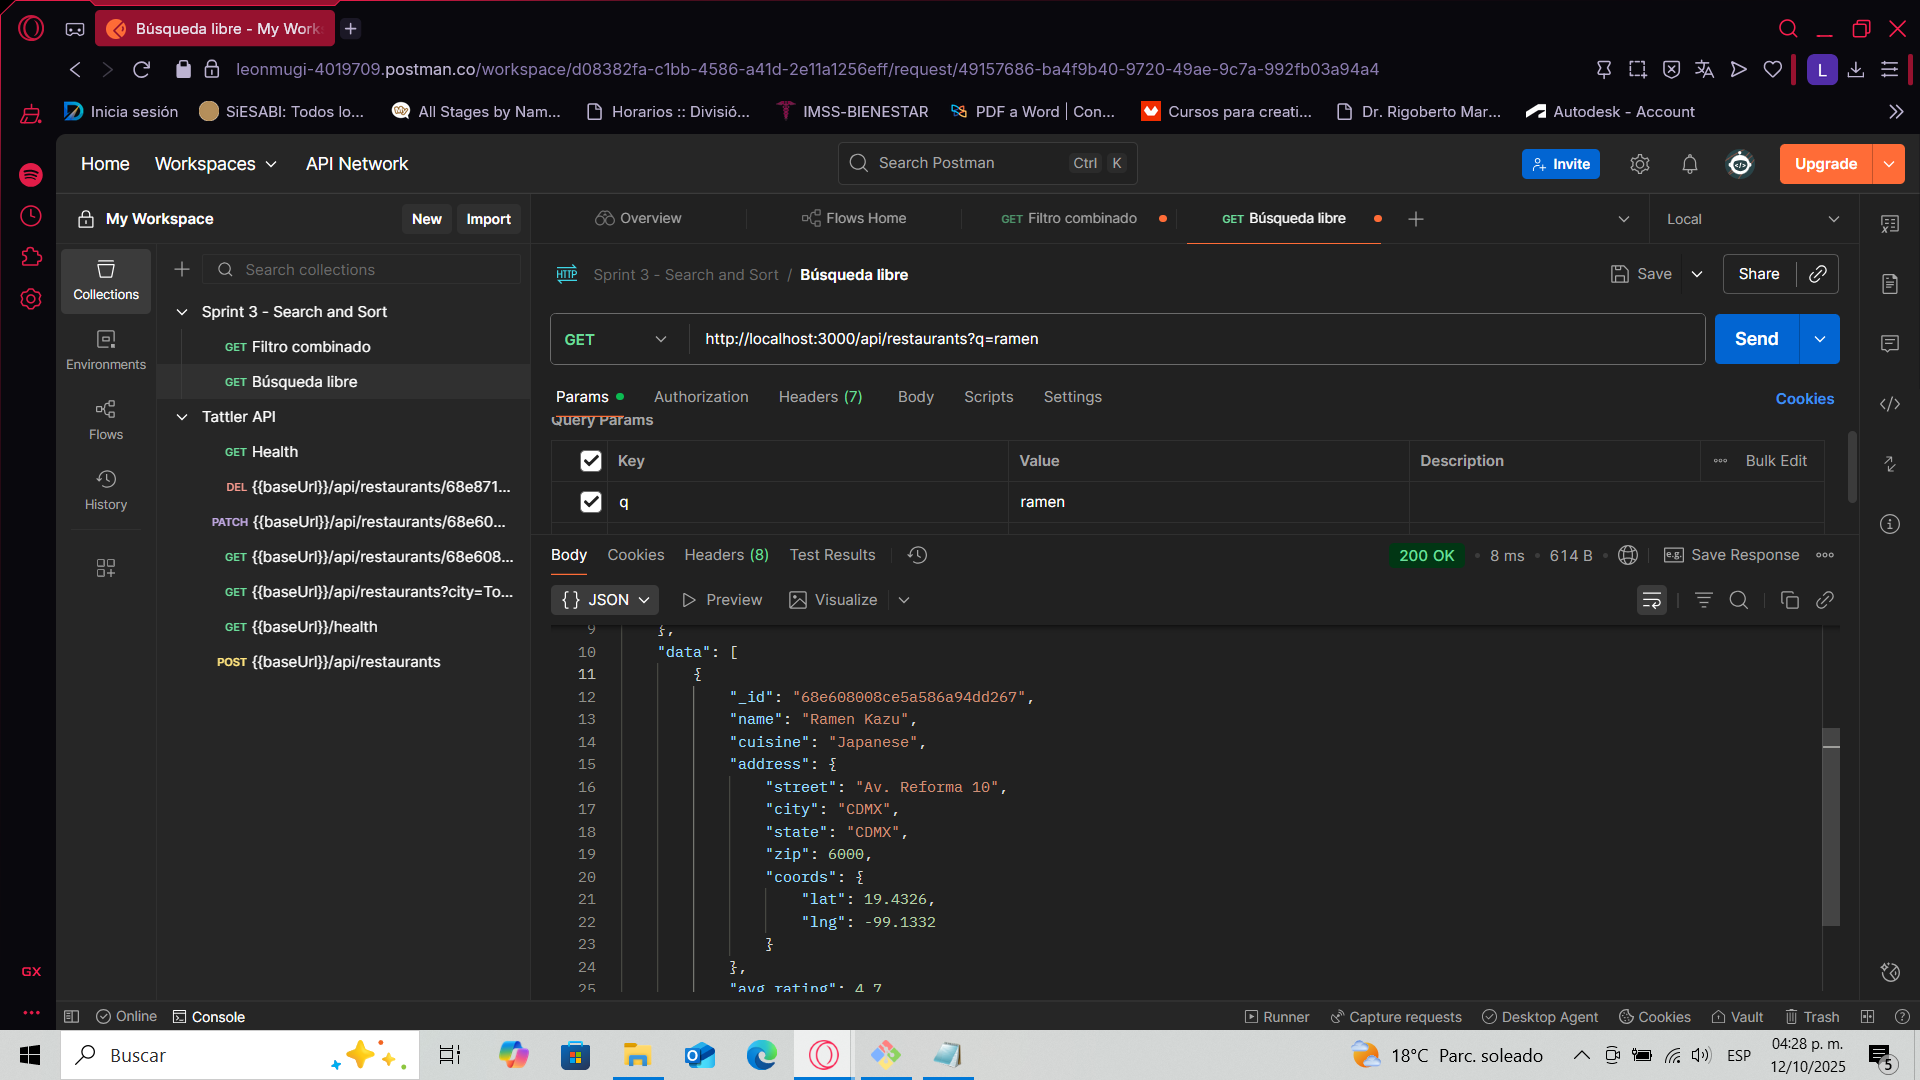 Búsqueda libre - My Work
leonmugi-4019709.postman.co/workspace/d08382fa-c1bb-4586-a41d-2e11a1256eff/request/49157686-ba4f9b40-9720-49ae-9c7a-992fb03a94a4
L
Inicia sesión
SiESABI: Todos lo...
All Stages by Nam...
Horarios :: Divisió...
IMSS-BIENESTAR
PDF a Word | Con...
Cursos para creati...
Dr. Rigoberto Mar...
Autodesk - Account
Home
Workspaces
API Network
Search Postman
Ctrl
K
Invite
Upgrade
My Workspace
New
Import
Overview
Flows Home
GET Filtro combinado
GET Búsqueda libre
Local
Collections
Environments
Flows
History
Search collections
Sprint 3 - Search and Sort
GET Filtro combinado
GET Búsqueda libre
Tattler API
GET Health
DEL {{baseUrl}}/api/restaurants/68e871...
PATCH {{baseUrl}}/api/restaurants/68e60...
GET {{baseUrl}}/api/restaurants/68e608...
GET {{baseUrl}}/api/restaurants?city=To...
GET {{baseUrl}}/health
POST {{baseUrl}}/api/restaurants
HTTP
Sprint 3 - Search and Sort / Búsqueda libre
Save
Share
GET
http://localhost:3000/api/restaurants?q=ramen
Send
Params
Authorization
Headers (7)
Body
Scripts
Settings
Cookies
Query Params
Key
Value
Description
Bulk Edit
q
ramen
Body
Cookies
Headers (8)
Test Results
200 OK
8 ms
614 B
e.g.
Save Response
{} JSON
Preview
Visualize
9 },
10 "data": [
11 {
12 "_id": "68e608008ce5a586a94dd267",
13 "name": "Ramen Kazu",
14 "cuisine": "Japanese",
15 "address": {
16 "street": "Av. Reforma 10",
17 "city": "CDMX",
18 "state": "CDMX",
19 "zip": 6000,
20 "coords": {
21 "lat": 19.4326,
22 "lng": -99.1332
23 }
24 },
25 "avg_rating": 4.7
GX
Online
Console
Runner
Capture requests
Desktop Agent
Cookies
Vault
Trash
Buscar
18°C Parc. soleado
ESP
04:28 p. m.
12/10/2025
5